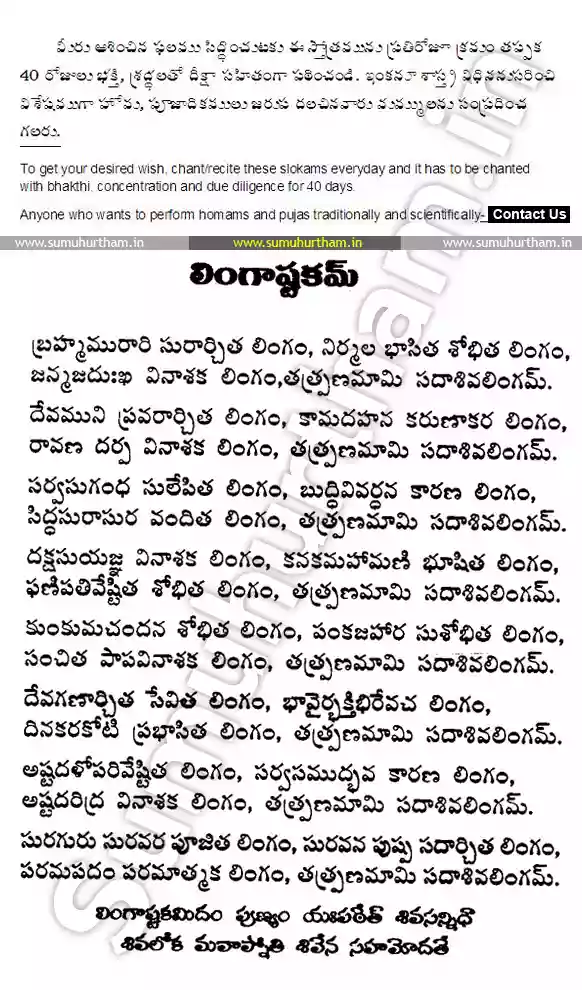 మీరు ఆశించిన ఫలము సిద్ధించుటకు ఈ స్తోత్రమును ప్రతిరోజూ క్రమం తప్పక
40 రోజులు భక్తి, శ్రద్ధలతో దీక్షా సహితంగా పఠించండి. ఇంకనూ శాస్త్ర విధిననుసరించి
విశేషముగా హోమ, పూజాదికములు జరుప దలచినవారు మమ్ములను సంప్రదించ
గలరు.
To get your desired wish, chant/recite these slokams everyday and it has to be chanted
with bhakthi, concentration and due diligence for 40 days.
Anyone who wants to perform homams and pujas traditionally and scientifically- Contact Us
www.sumuhurtham.in www.sumuhurtham.in www.sumuhurtham.in
లింగాష్టకమ్
బ్రహ్మమురారి సురార్చిత లింగం, నిర్మల భాసిత శోభిత లింగం,
జన్మజదుఃఖ వినాశక లింగం,తత్ప్రణమామి సదాశివలింగమ్.
దేవముని ప్రవరార్చిత లింగం, కామదహన కరుణాకర లింగం,
రావణ దర్ప వినాశక లింగం, తత్ప్రణమామి సదాశివలింగమ్.
సర్వసుగంధ సులేపిత లింగం, బుద్ధివివర్ధన కారణ లింగం,
సిద్ధసురాసుర వందిత లింగం, తత్ప్రణమామి సదాశివలింగమ్.
దక్షసుయజ్ఞ వినాశక లింగం, కనకమహామణి భూషిత లింగం,
ఫణిపతివేష్టిత శోభిత లింగం, తత్ప్రణమామి సదాశివలింగమ్.
కుంకుమచందన శోభిత లింగం, పంకజహార సుశోభిత లింగం,
సంచిత పాపవినాశక లింగం, తత్ప్రణమామి సదాశివలింగమ్.
దేవగణార్చిత సేవిత లింగం, భావైర్భక్తిభిరేవచ లింగం,
దినకరకోటి ప్రభాసిత లింగం, తత్ప్రణమామి సదాశివలింగమ్.
అష్టదళోపరివేష్టిత లింగం, సర్వసముద్భవ కారణ లింగం,
అష్టదరిద్ర వినాశక లింగం, తత్ప్రణమామి సదాశివలింగమ్.
సురగురు సురవర పూజిత లింగం, సురవన పుష్ప సదార్చిత లింగం,
పరమపదం పరమాత్మక లింగం, తత్ప్రణమామి సదాశివలింగమ్.
లింగాష్టకమిదం పుణ్యం యఃపఠేత్ శివసన్నిధౌ
శివలోక మవాప్నోతి శివేన సహమోదతే
sumuhurtham.in